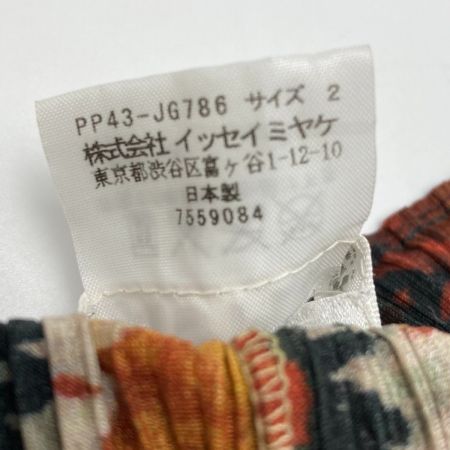 PP43-JG786 サイズ 2
株式会社 イッセイ ミヤケ
東京都渋谷区富ヶ谷1-12-10
日本製
7559084